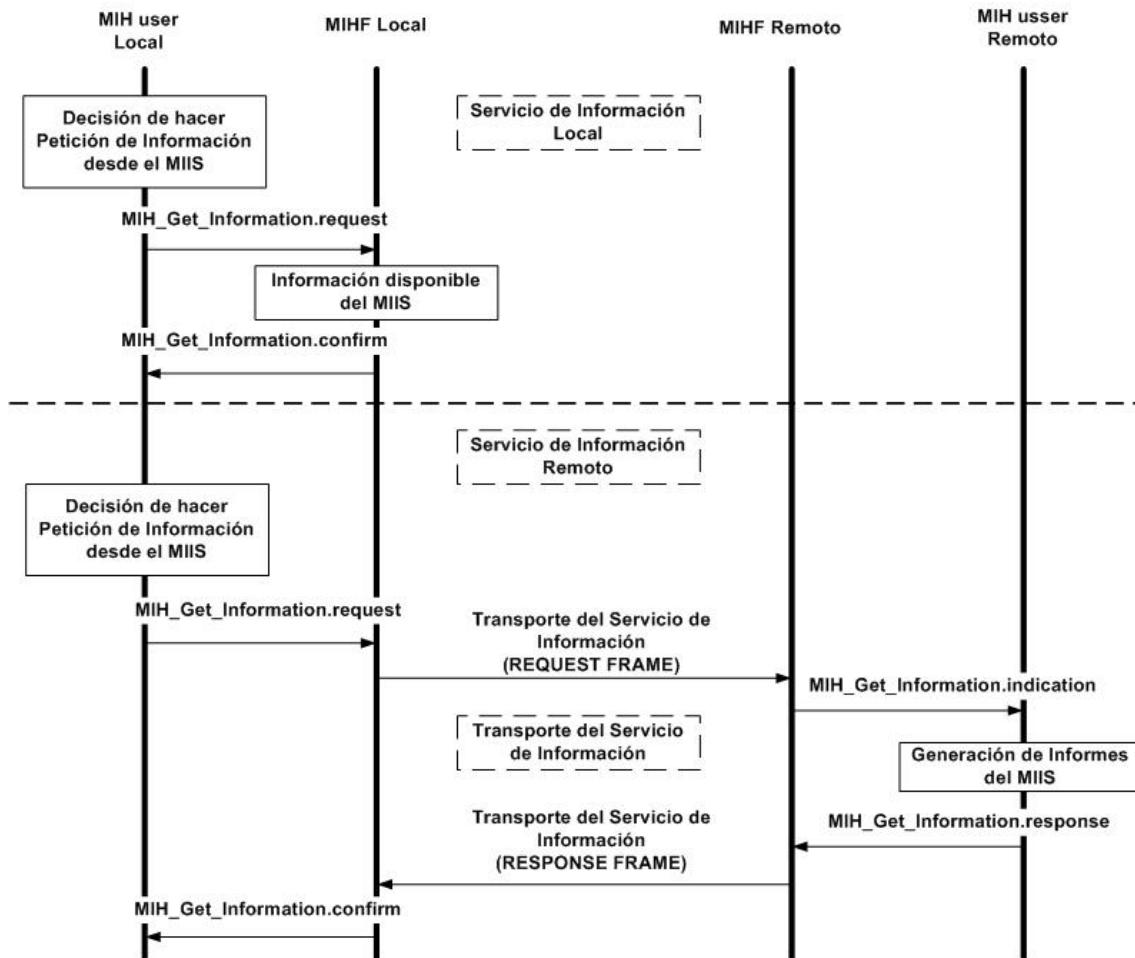 MIH user
Local
MIHF Local
MIHF Remoto
MIH usser
Remoto
Decisión de hacer
Petición de Información
desde el MIIS
Servicio de Información
Local
MIH_Get_Information.request
Información disponible
del MIIS
MIH_Get_Information.confirm
Servicio de Información
Remoto
Decisión de hacer
Petición de Información
desde el MIIS
MIH_Get_Information.request
Transporte del Servicio de
Información
(REQUEST FRAME)
MIH_Get_Information.indication
Transporte del Servicio
de Información
Generación de Informes
del MIIS
Transporte del Servicio de
Información
(RESPONSE FRAME)
MIH_Get_Information.response
MIH_Get_Information.confirm